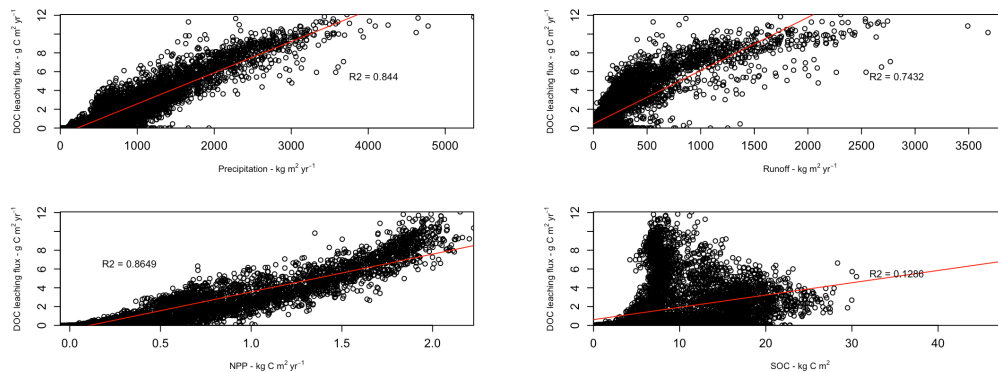 DOC leaching flux - g C m² yr⁻¹
12
10
8
6
4
2
0
R2 = 0.844
0 1000 2000 3000 4000 5000
Precipitation - kg m² yr⁻¹
DOC leaching flux - g C m² yr⁻¹
12
10
8
6
4
2
0
R2 = 0.7432
0 500 1000 1500 2000 2500 3000 3500
Runoff - kg m² yr⁻¹
DOC leaching flux - g C m² yr⁻¹
12
10
8
6
4
2
0
R2 = 0.8649
0.0 0.5 1.0 1.5 2.0
NPP - kg C m² yr⁻¹
DOC leaching flux - g C m² yr⁻¹
12
10
8
6
4
2
0
R2 = 0.1286
0 10 20 30 40
SOC - kg C m²